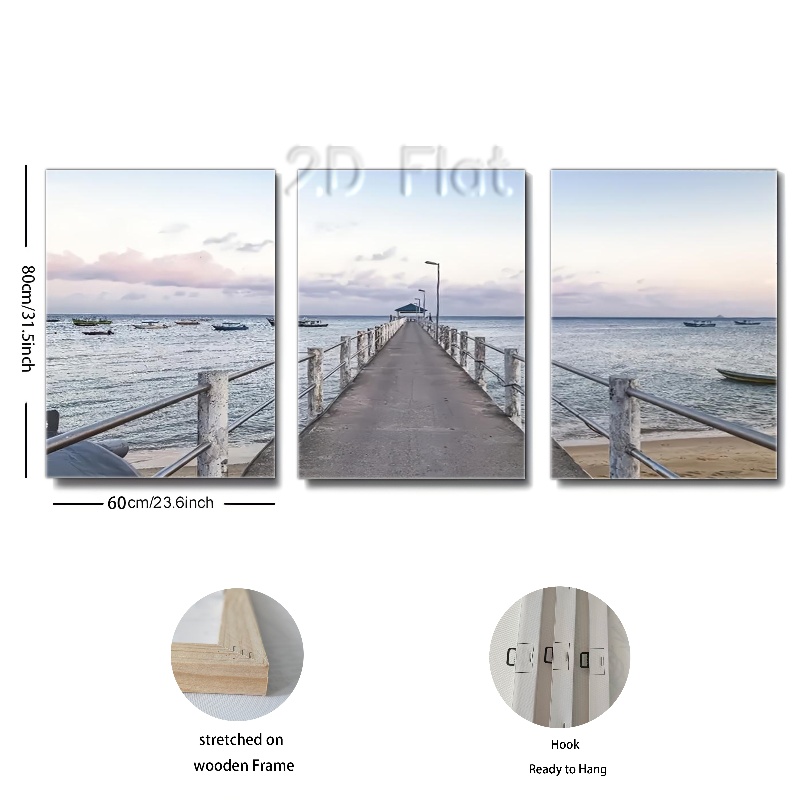 2D Flat
80cm/31.5inch
60cm/23.6inch
stretched on
wooden Frame
Hook
Ready to Hang